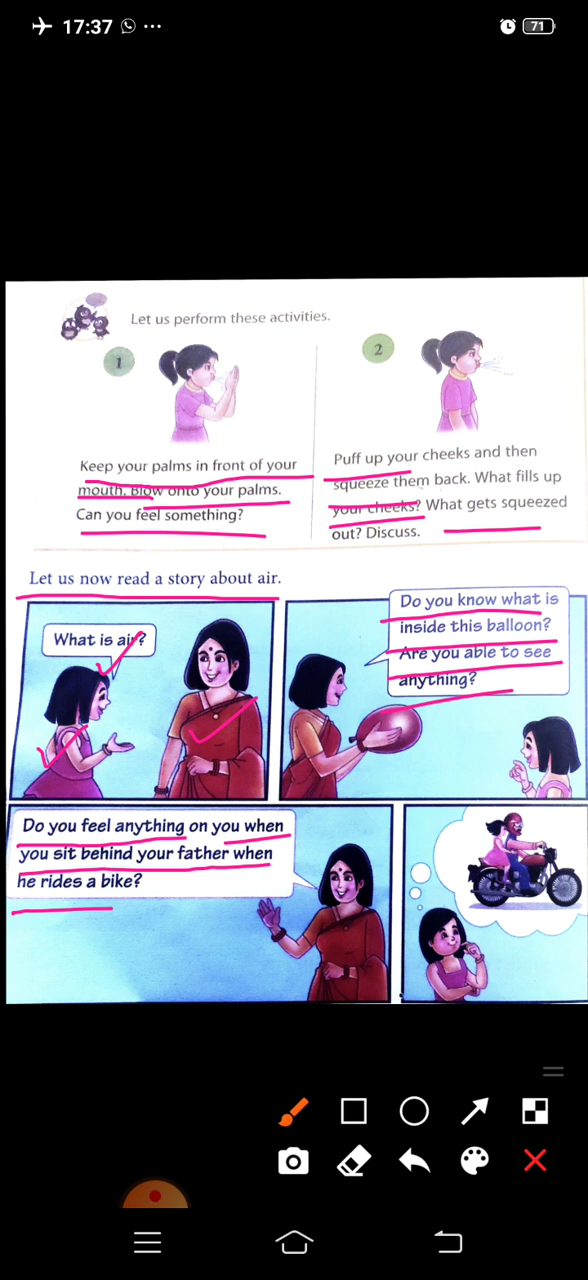 17:37
71
Let us perform these activities.
1
Keep your palms in front of your
mouth. Blow onto your palms.
Can you feel something?
2
Puff up your cheeks and then
squeeze them back. What fills up
your cheeks? What gets squeezed
out? Discuss.
Let us now read a story about air.
What is air?
Do you know what is
inside this balloon?
Are you able to see
anything?
Do you feel anything on you when
you sit behind your father when
he rides a bike?